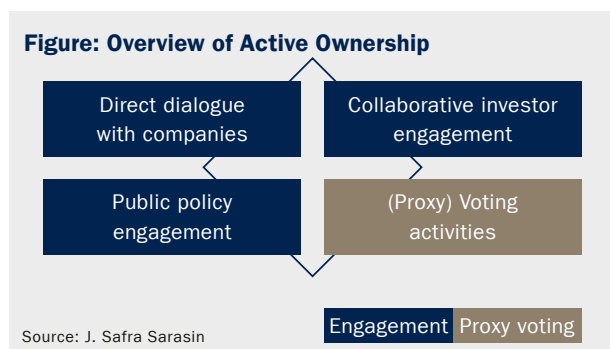 Figure: Overview of Active Ownership
Direct dialogue
with companies
Collaborative investor
engagement
Public policy
engagement
(Proxy) Voting
activities
Engagement
Proxy voting
Source: J. Safra Sarasin